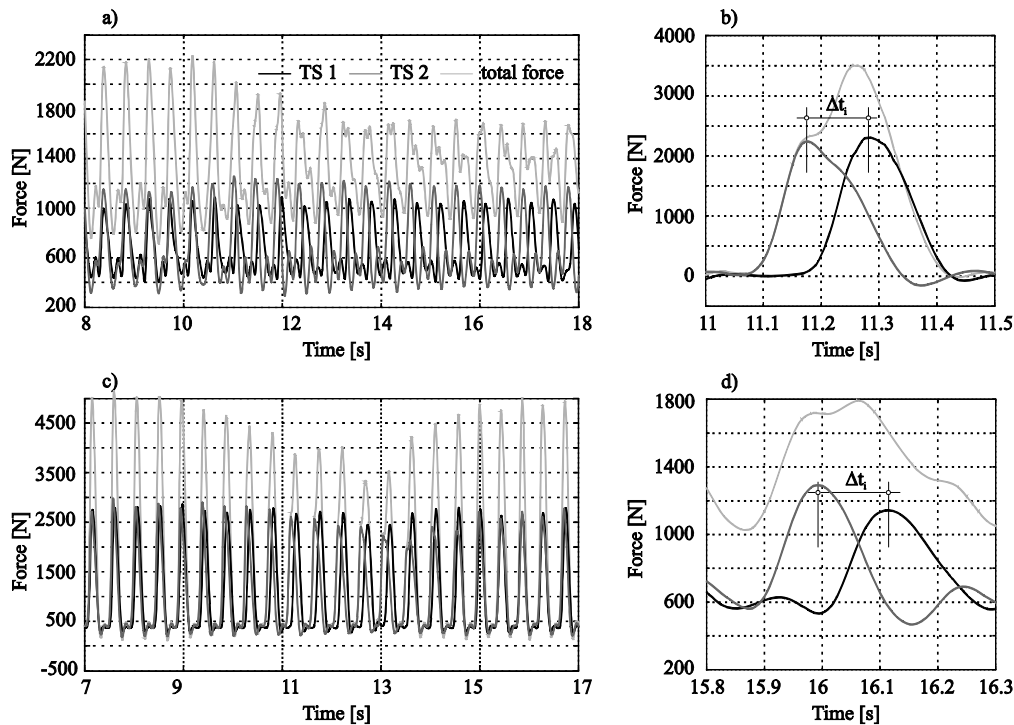 a)
Force [N]
2200
1800
1400
1000
600
200
TS 1 TS 2 total force
8 10 12 14 16 18
Time [s]
b)
Force [N]
4000
3000
2000
1000
0
Δti
11 11.1 11.2 11.3 11.4 11.5
Time [s]
c)
Force [N]
4500
3500
2500
1500
500
-500
7 9 11 13 15 17
Time [s]
d)
Force [N]
1800
1400
1000
600
200
Δti
15.8 15.9 16 16.1 16.2 16.3
Time [s]